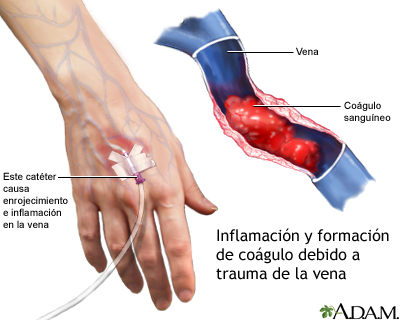 Vena
Coágulo
sanguíneo
Este catéter
causa
enrojecimiento
e inflamación
en la vena
Inflamación y formación
de coágulo debido a
trauma de la vena
A.D.A.M.